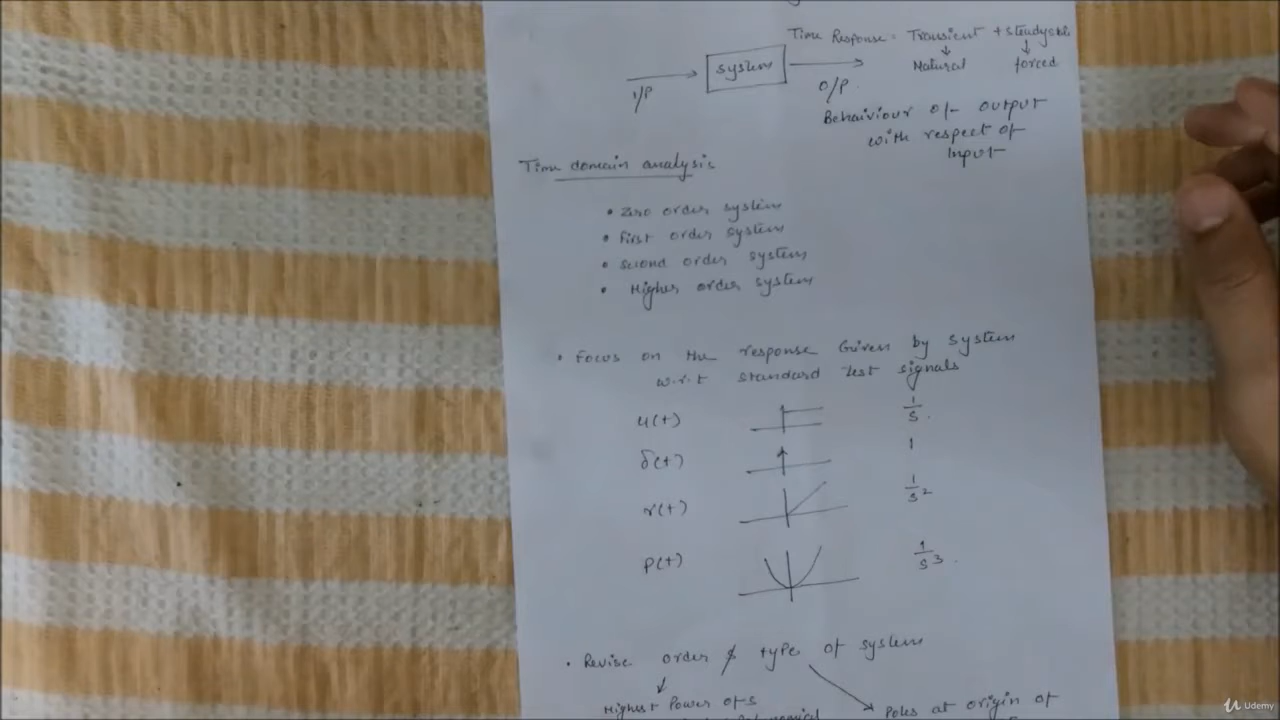 Time Response = Transient + steadysta
Natural forced
system
I/P
O/P
Behaiviour of output
with respect of
Input
Time domain analysis
• Zero order system
• First order system
• Second order system
• Higher order system
• Focus on the response Given by system
w.r.t standard test signals
u(t) 1/s
δ(t) 1
r(t) 1/s²
p(t) 1/s³
• Revise order & type of system
Highest Power of s
Poles at origin of
Udemy